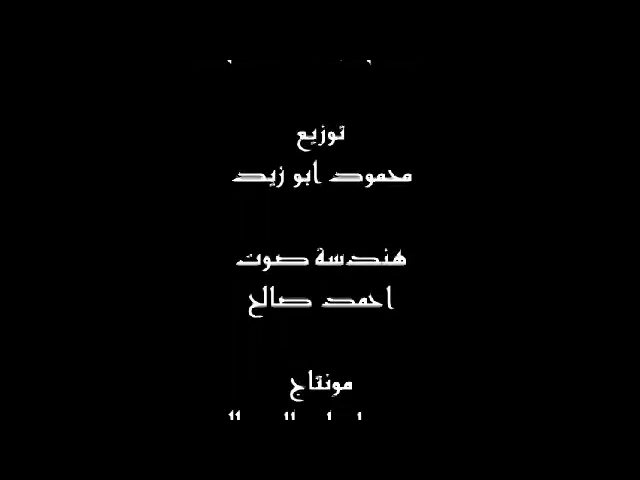 توزيع
محمود ابو زيد
هندسة صوت
احمد صالح
مونتاج